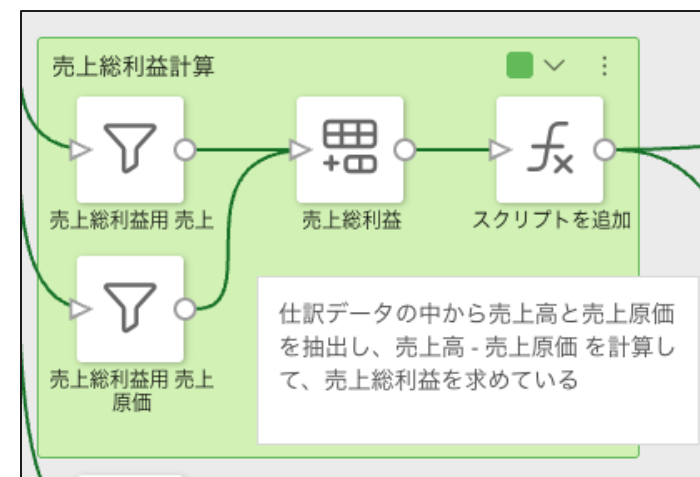 売上総利益計算
売上総利益用 売上
売上総利益
スクリプトを追加
売上総利益用 売上
原価
仕訳データの中から売上高と売上原価
を抽出し、売上高 - 売上原価 を計算し
て、売上総利益を求めている